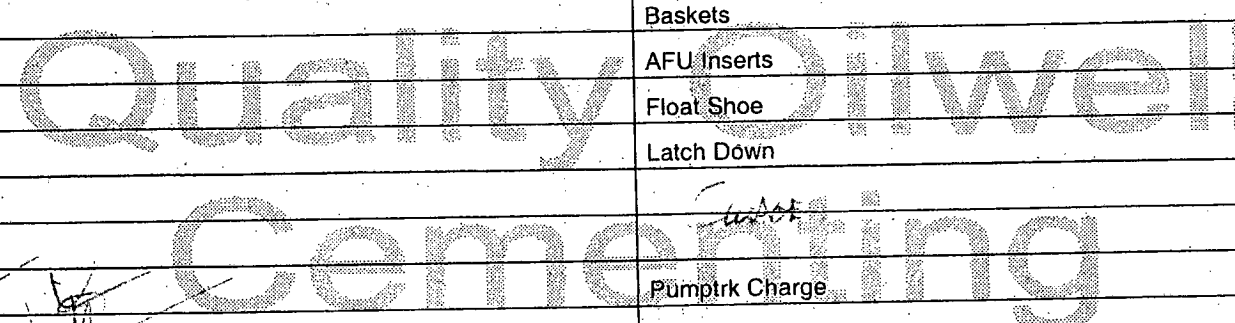 Baskets
Quality Oilwell
AFU Inserts
Float Shoe
Latch Down
Cementing
Pumptrk Charge